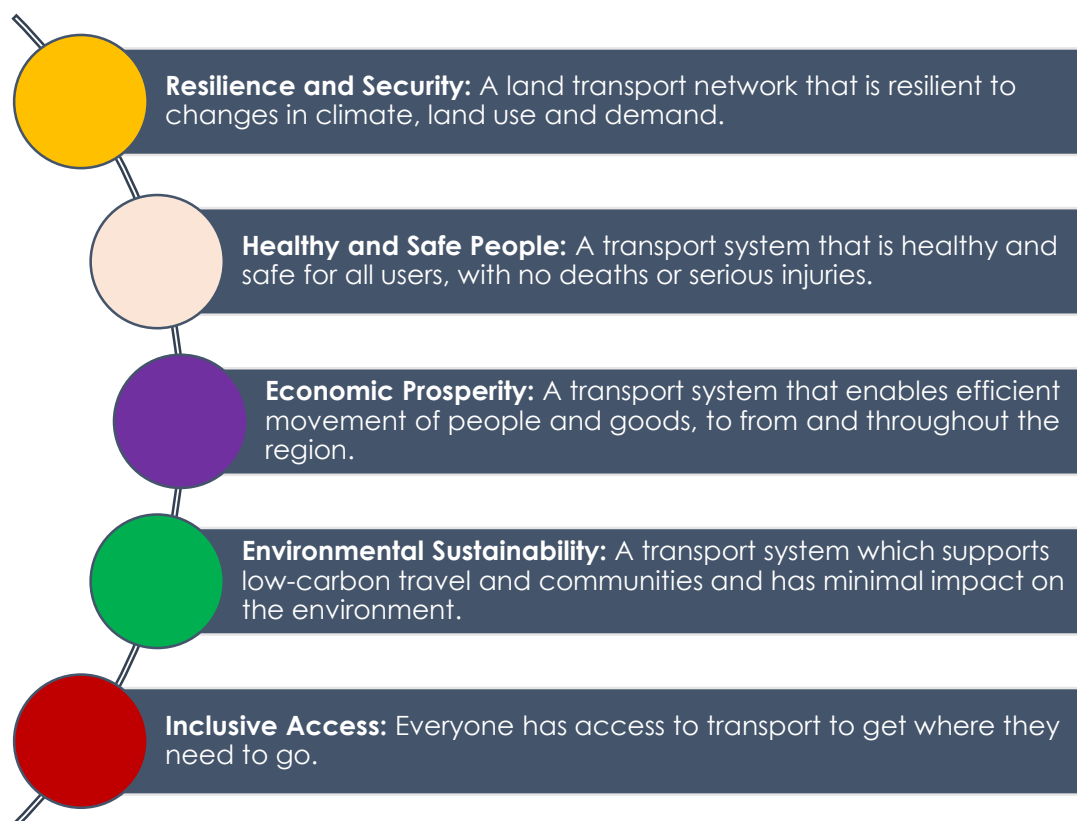 Resilience and Security: A land transport network that is resilient to
changes in climate, land use and demand.
Healthy and Safe People: A transport system that is healthy and
safe for all users, with no deaths or serious injuries.
Economic Prosperity: A transport system that enables efficient
movement of people and goods, to from and throughout the
region.
Environmental Sustainability: A transport system which supports
low-carbon travel and communities and has minimal impact on
the environment.
Inclusive Access: Everyone has access to transport to get where they
need to go.